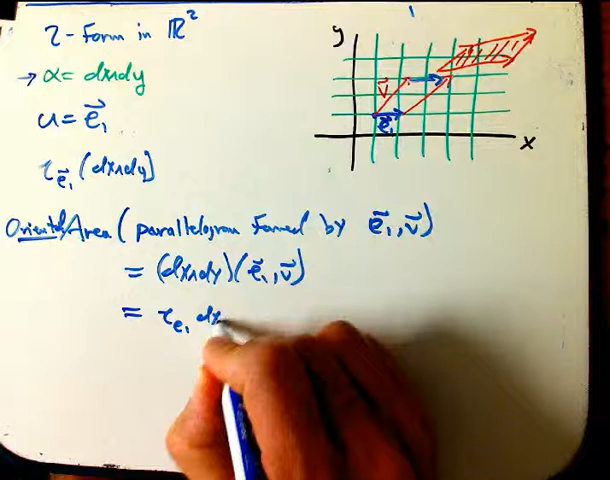 2-Form in ℝ²
→ α = dx∧dy
u = e⃗₁
ι_e⃗₁ (dx∧dy)
Oriented Area ( parallelogram formed by e⃗₁, v⃗ )
= (dx∧dy)(e⃗₁, v⃗)
= ι_e₁ dx
y
v⃗
e⃗₁
x